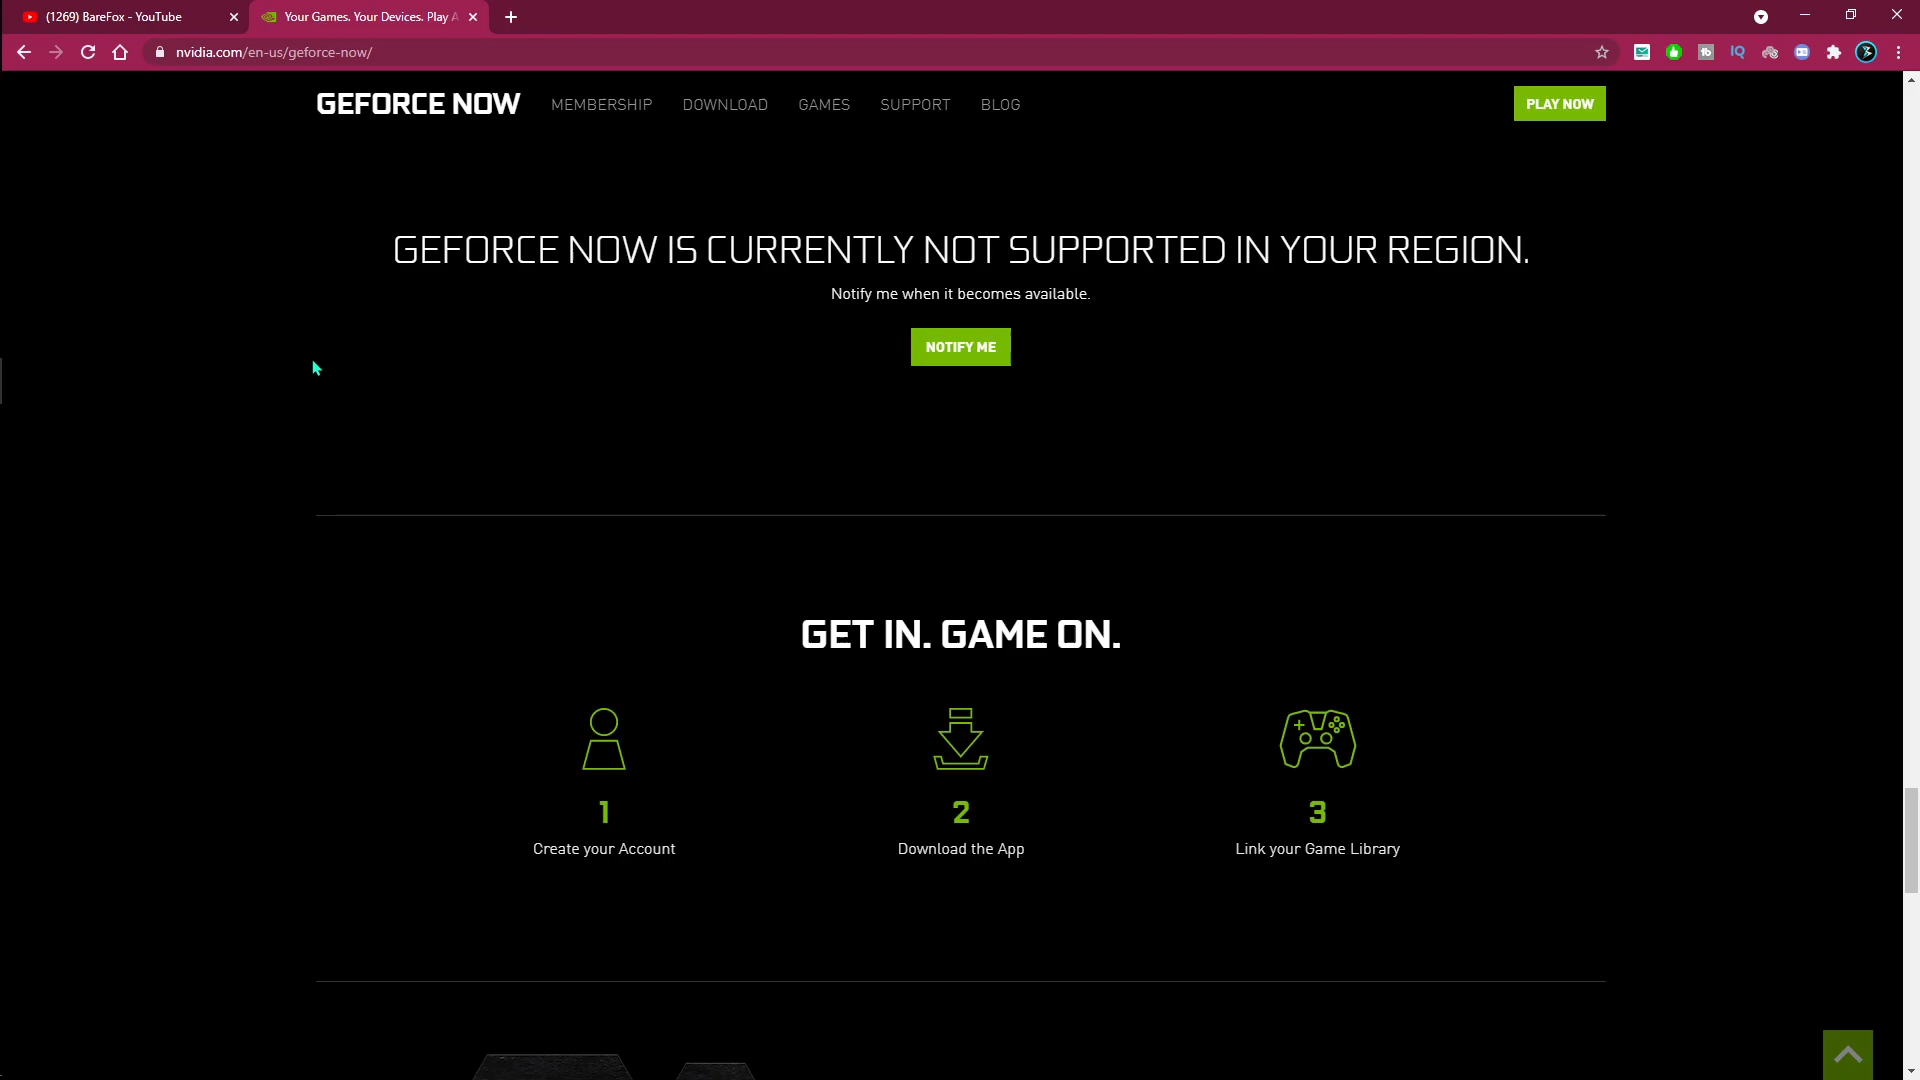 (1269) BareFox - YouTube
Your Games. Your Devices. Play A
nvidia.com/en-us/geforce-now/
tb
IQ
GEFORCE NOW
MEMBERSHIP
DOWNLOAD
GAMES
SUPPORT
BLOG
PLAY NOW
GEFORCE NOW IS CURRENTLY NOT SUPPORTED IN YOUR REGION.
Notify me when it becomes available.
NOTIFY ME
GET IN. GAME ON.
1
2
3
Create your Account
Download the App
Link your Game Library